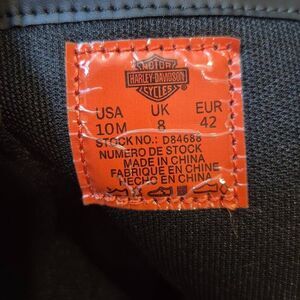 MOTOR
HARLEY-DAVIDSON
CYCLES
USA UK EUR
10M 8 42
STOCK NO.: D84686
NUMERO DE STOCK
MADE IN CHINA
FABRIQUE EN CHINE
HECHO EN CHINA